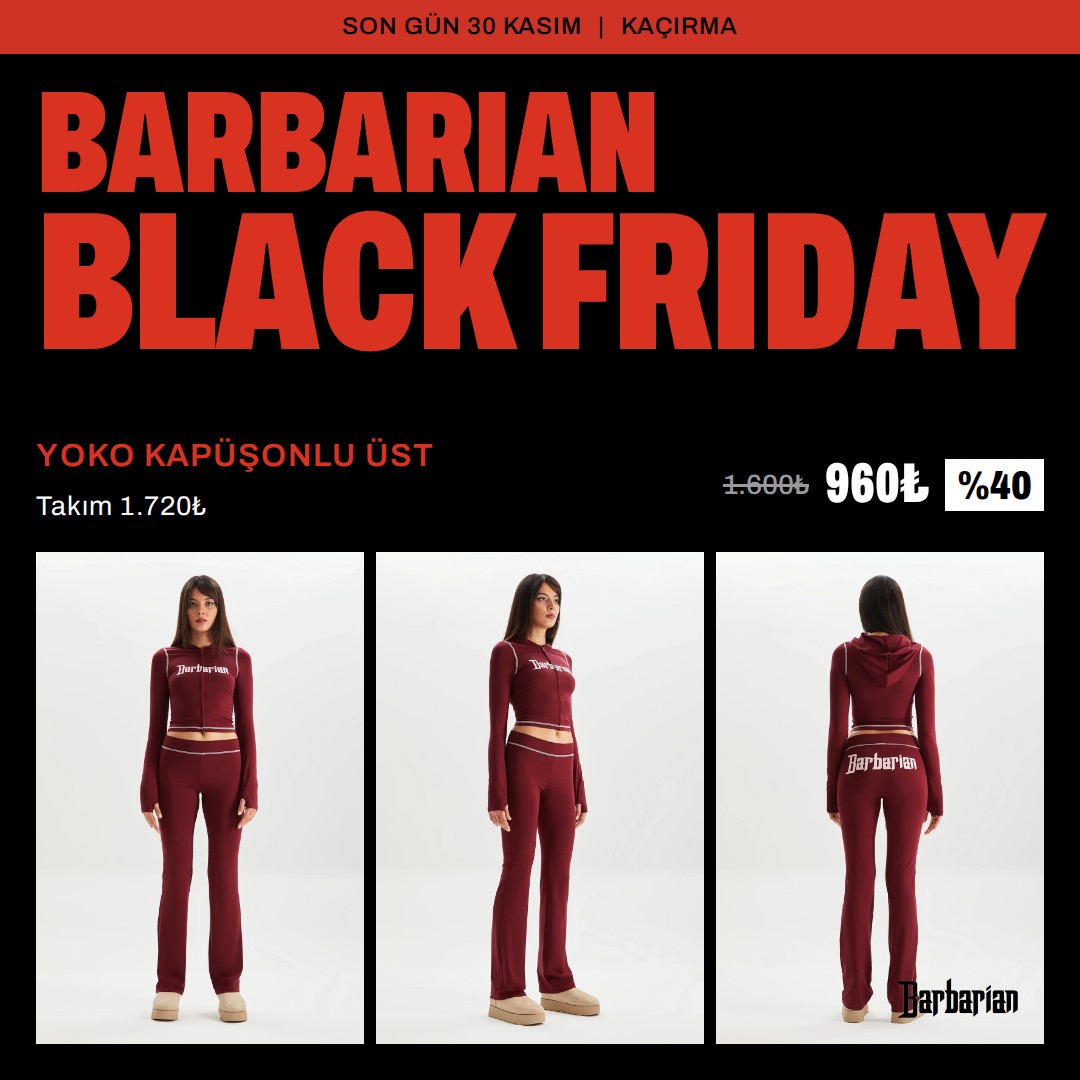 SON GÜN 30 KASIM | KAÇIRMA
BARBARIAN
BLACK FRIDAY
YOKO KAPÜŞONLU ÜST
Takım 1.720₺
1.600₺ 960₺ %40
Barbarian
Barbarian
Barbarian
Barbarian